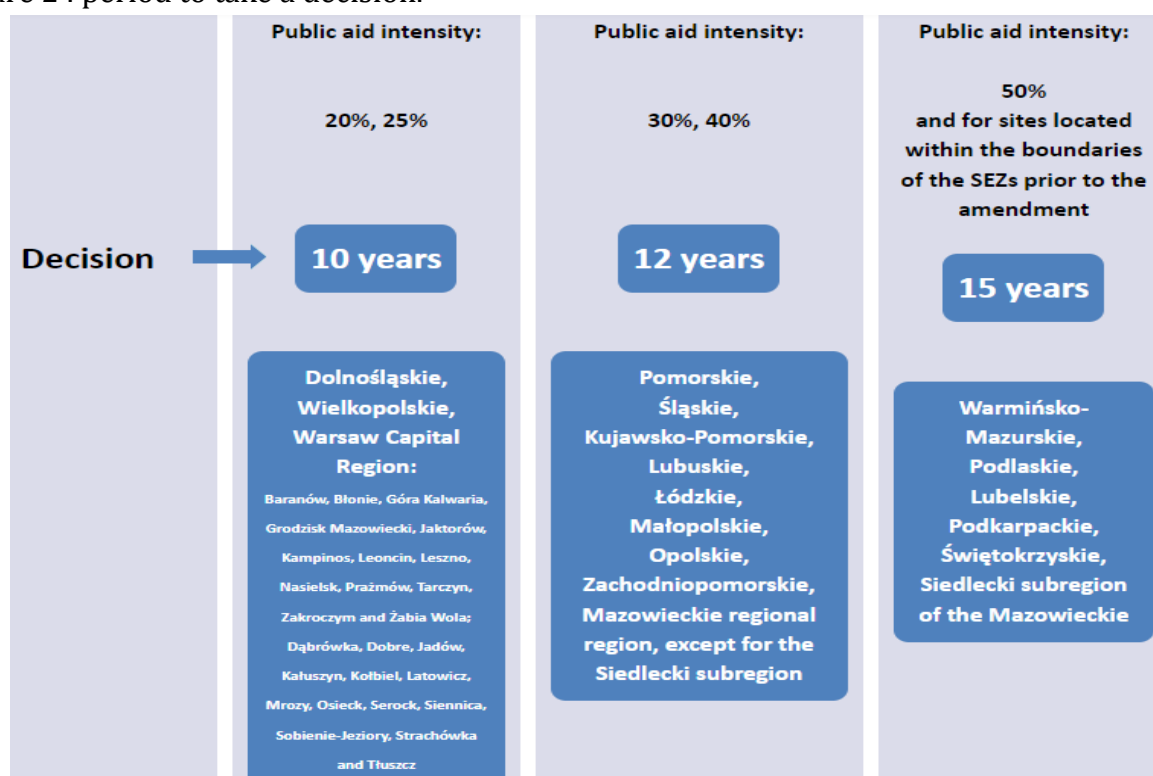 24 period to take a decision.
Decision
Public aid intensity:
20%, 25%
10 years
Dolnośląskie,
Wielkopolskie,
Warsaw Capital
Region:
Baranów, Błonie, Góra Kalwaria,
Grodzisk Mazowiecki, Jaktorów,
Kampinos, Leoncin, Leszno,
Nasielsk, Prażmów, Tarczyn,
Zakroczym and Żabia Wola;
Dąbrówka, Dobre, Jadów,
Kałuszyn, Kołbiel, Latowicz,
Mrozy, Osieck, Serock, Siennica,
Sobienie-Jeziory, Strachówka
and Tłuszcz
Public aid intensity:
30%, 40%
12 years
Pomorskie,
Śląskie,
Kujawsko-Pomorskie,
Lubuskie,
Łódzkie,
Małopolskie,
Opolskie,
Zachodniopomorskie,
Mazowieckie regional
region, except for the
Siedlecki subregion
Public aid intensity:
50%
and for sites located
within the boundaries
of the SEZs prior to the
amendment
15 years
Warmińsko-
Mazurskie,
Podlaskie,
Lubelskie,
Podkarpackie,
Świętokrzyskie,
Siedlecki subregion
of the Mazowieckie